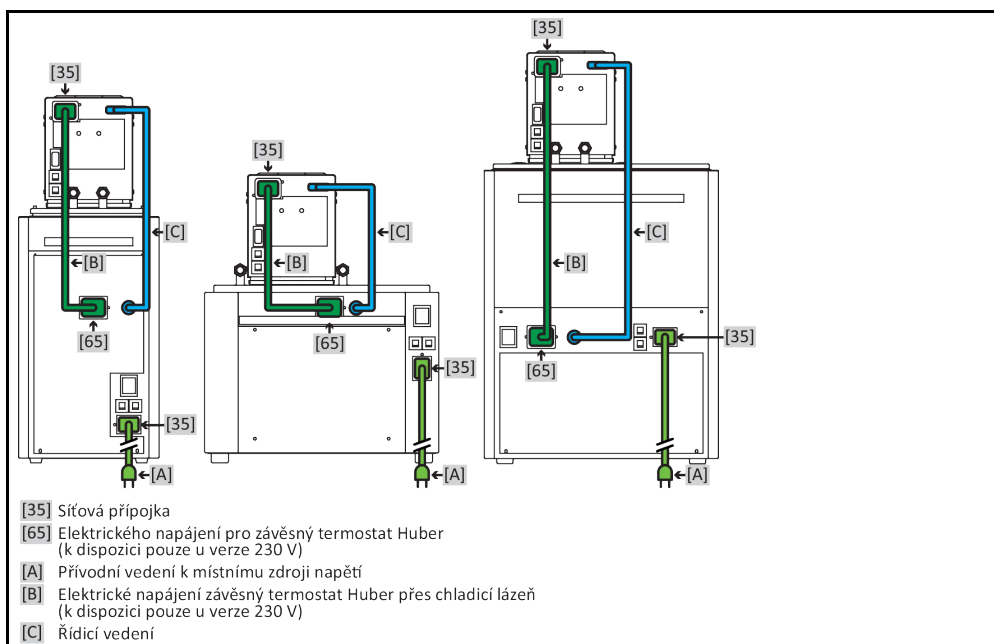 [35]
[35]
[35]
[C]
[B]
[C]
[B]
[C]
[B]
[65]
[65]
[35]
[65]
[35]
[35]
[A]
[A]
[A]
[35] Síťová přípojka
[65] Elektrického napájení pro závěsný termostat Huber
(k dispozici pouze u verze 230 V)
[A] Přívodní vedení k místnímu zdroji napětí
[B] Elektrické napájení závěsný termostat Huber přes chladicí lázeň
(k dispozici pouze u verze 230 V)
[C] Řídicí vedení